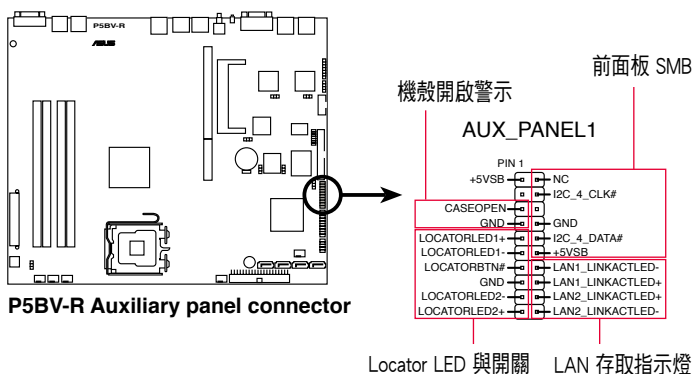 P5BV-R
ASUS
P5BV-R Auxiliary panel connector
機殼開啟警示
前面板 SMB
AUX_PANEL1
PIN 1
+5VSB
NC
I2C_4_CLK#
CASEOPEN
GND
GND
LOCATORLED1+
I2C_4_DATA#
LOCATORLED1-
+5VSB
LOCATORBTN#
LAN1_LINKACTLED-
GND
LAN1_LINKACTLED+
LOCATORLED2-
LAN2_LINKACTLED+
LOCATORLED2+
LAN2_LINKACTLED-
Locator LED 與開關
LAN 存取指示燈